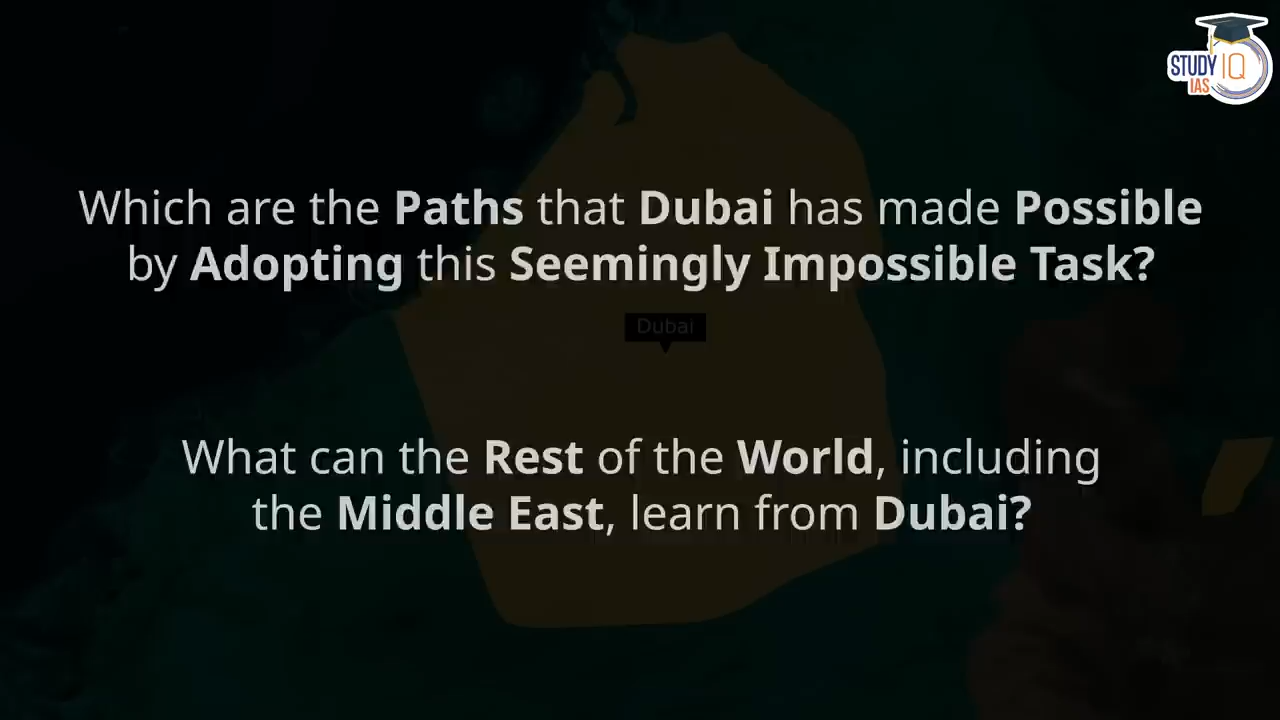 STUDY IQ
IAS
Which are the Paths that Dubai has made Possible
by Adopting this Seemingly Impossible Task?
Dubai
What can the Rest of the World, including
the Middle East, learn from Dubai?